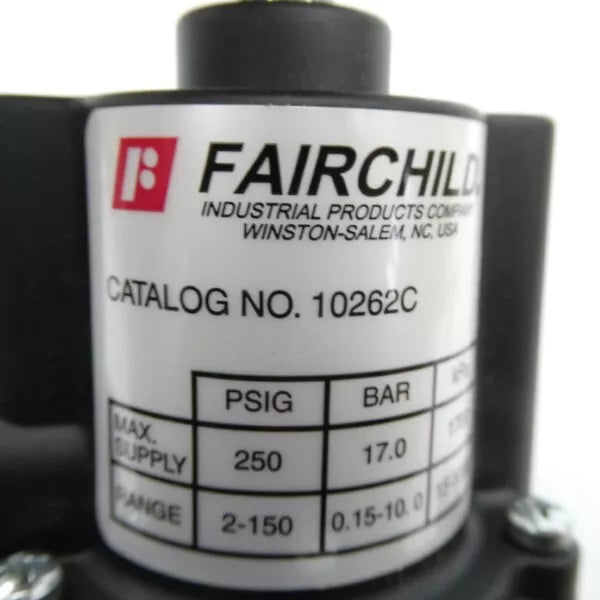 FAIRCHILD
INDUSTRIAL PRODUCTS COMPANY
WINSTON-SALEM, NC, USA
CATALOG NO. 10262C
PSIG BAR kPa
MAX.
SUPPLY 250 17.0
RANGE 2-150 0.15-10, 0